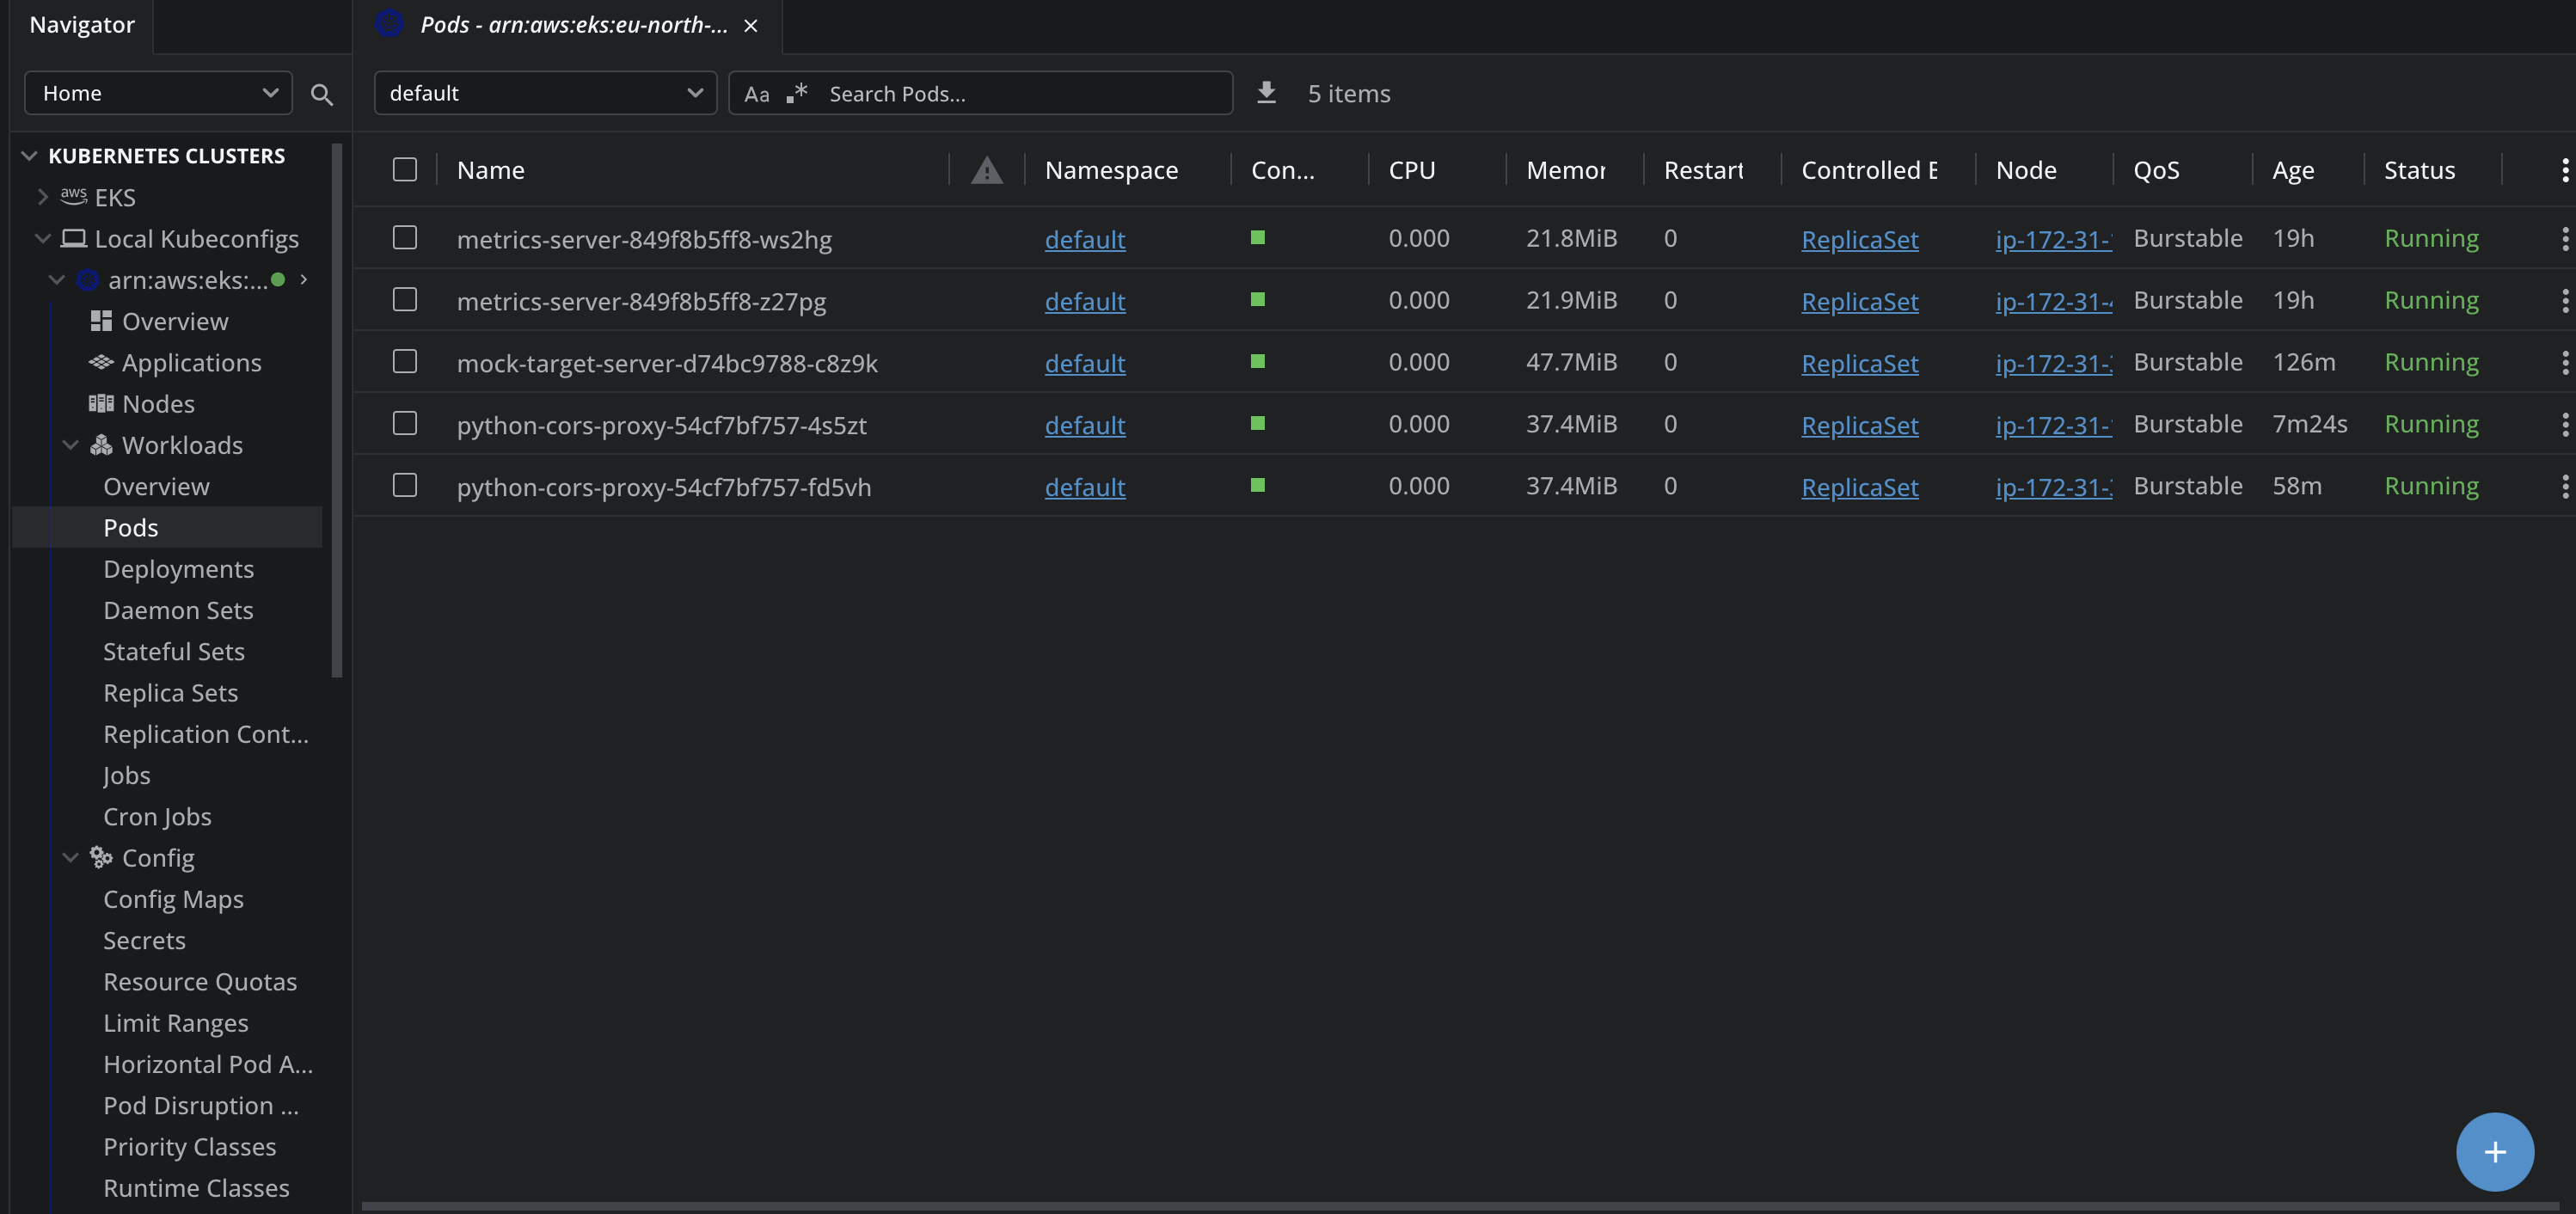 Navigator
Pods - arn:aws:eks:eu-north-...
Home
default
Aa .* Search Pods...
5 items
KUBERNETES CLUSTERS
aws EKS
Local Kubeconfigs
arn:aws:eks:...
Overview
Applications
Nodes
Workloads
Overview
Pods
Deployments
Daemon Sets
Stateful Sets
Replica Sets
Replication Cont...
Jobs
Cron Jobs
Config
Config Maps
Secrets
Resource Quotas
Limit Ranges
Horizontal Pod A...
Pod Disruption ...
Priority Classes
Runtime Classes
Name Namespace Con... CPU Memor Restart Controlled B Node QoS Age Status
metrics-server-849f8b5ff8-ws2hg default 0.000 21.8MiB 0 ReplicaSet ip-172-31- Burstable 19h Running
metrics-server-849f8b5ff8-z27pg default 0.000 21.9MiB 0 ReplicaSet ip-172-31- Burstable 19h Running
mock-target-server-d74bc9788-c8z9k default 0.000 47.7MiB 0 ReplicaSet ip-172-31- Burstable 126m Running
python-cors-proxy-54cf7bf757-4s5zt default 0.000 37.4MiB 0 ReplicaSet ip-172-31- Burstable 7m24s Running
python-cors-proxy-54cf7bf757-fd5vh default 0.000 37.4MiB 0 ReplicaSet ip-172-31- Burstable 58m Running